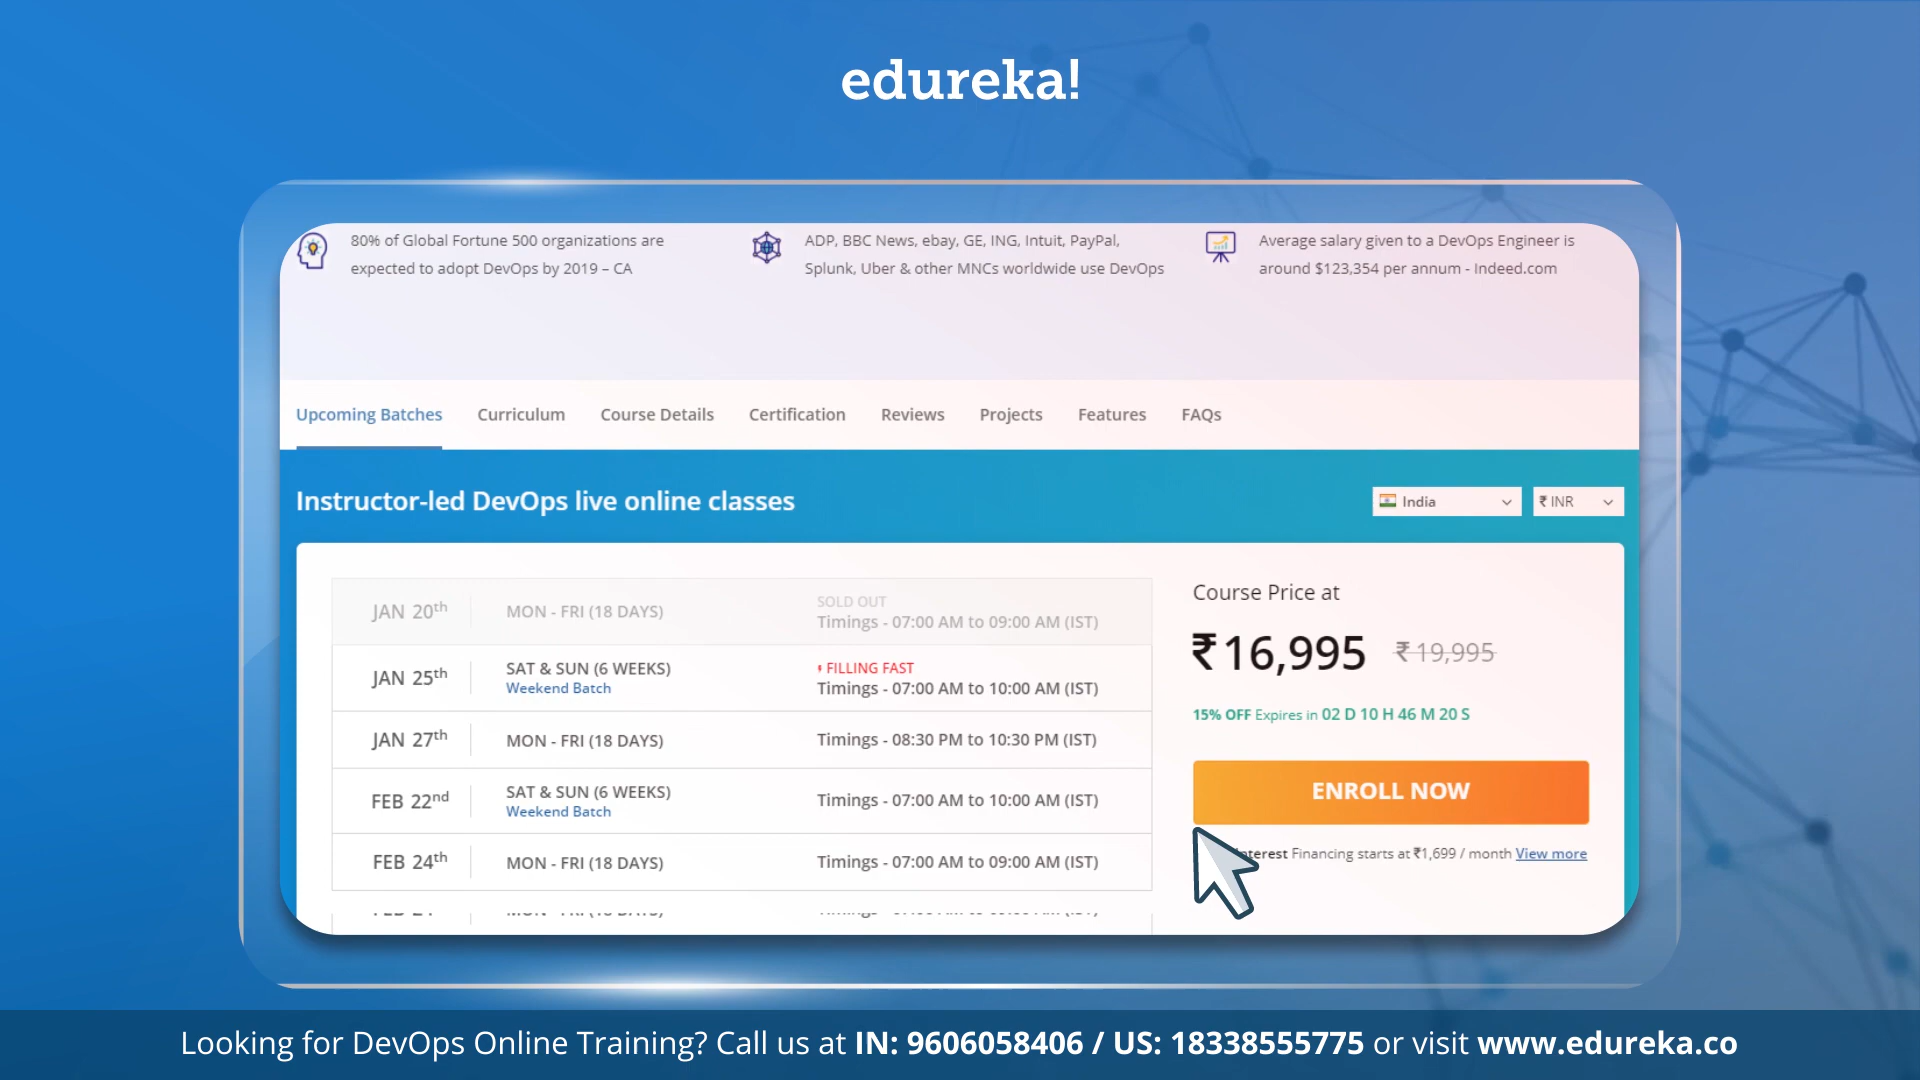 edureka!
80% of Global Fortune 500 organizations are
expected to adopt DevOps by 2019 – CA
ADP, BBC News, ebay, GE, ING, Intuit, PayPal,
Splunk, Uber & other MNCs worldwide use DevOps
Average salary given to a DevOps Engineer is
around $123,354 per annum - Indeed.com
Upcoming Batches Curriculum Course Details Certification Reviews Projects Features FAQs
Instructor-led DevOps live online classes
India
₹ INR
JAN 20th
MON - FRI (18 DAYS)
SOLD OUT
Timings - 07:00 AM to 09:00 AM (IST)
JAN 25th
SAT & SUN (6 WEEKS)
Weekend Batch
FILLING FAST
Timings - 07:00 AM to 10:00 AM (IST)
JAN 27th
MON - FRI (18 DAYS)
Timings - 08:30 PM to 10:30 PM (IST)
FEB 22nd
SAT & SUN (6 WEEKS)
Weekend Batch
Timings - 07:00 AM to 10:00 AM (IST)
FEB 24th
MON - FRI (18 DAYS)
Timings - 07:00 AM to 09:00 AM (IST)
Course Price at
₹16,995 ₹19,995
15% OFF Expires in 02 D 10 H 46 M 20 S
ENROLL NOW
Financing starts at ₹1,699 / month View more
Looking for DevOps Online Training? Call us at IN: 9606058406 / US: 18338555775 or visit www.edureka.co